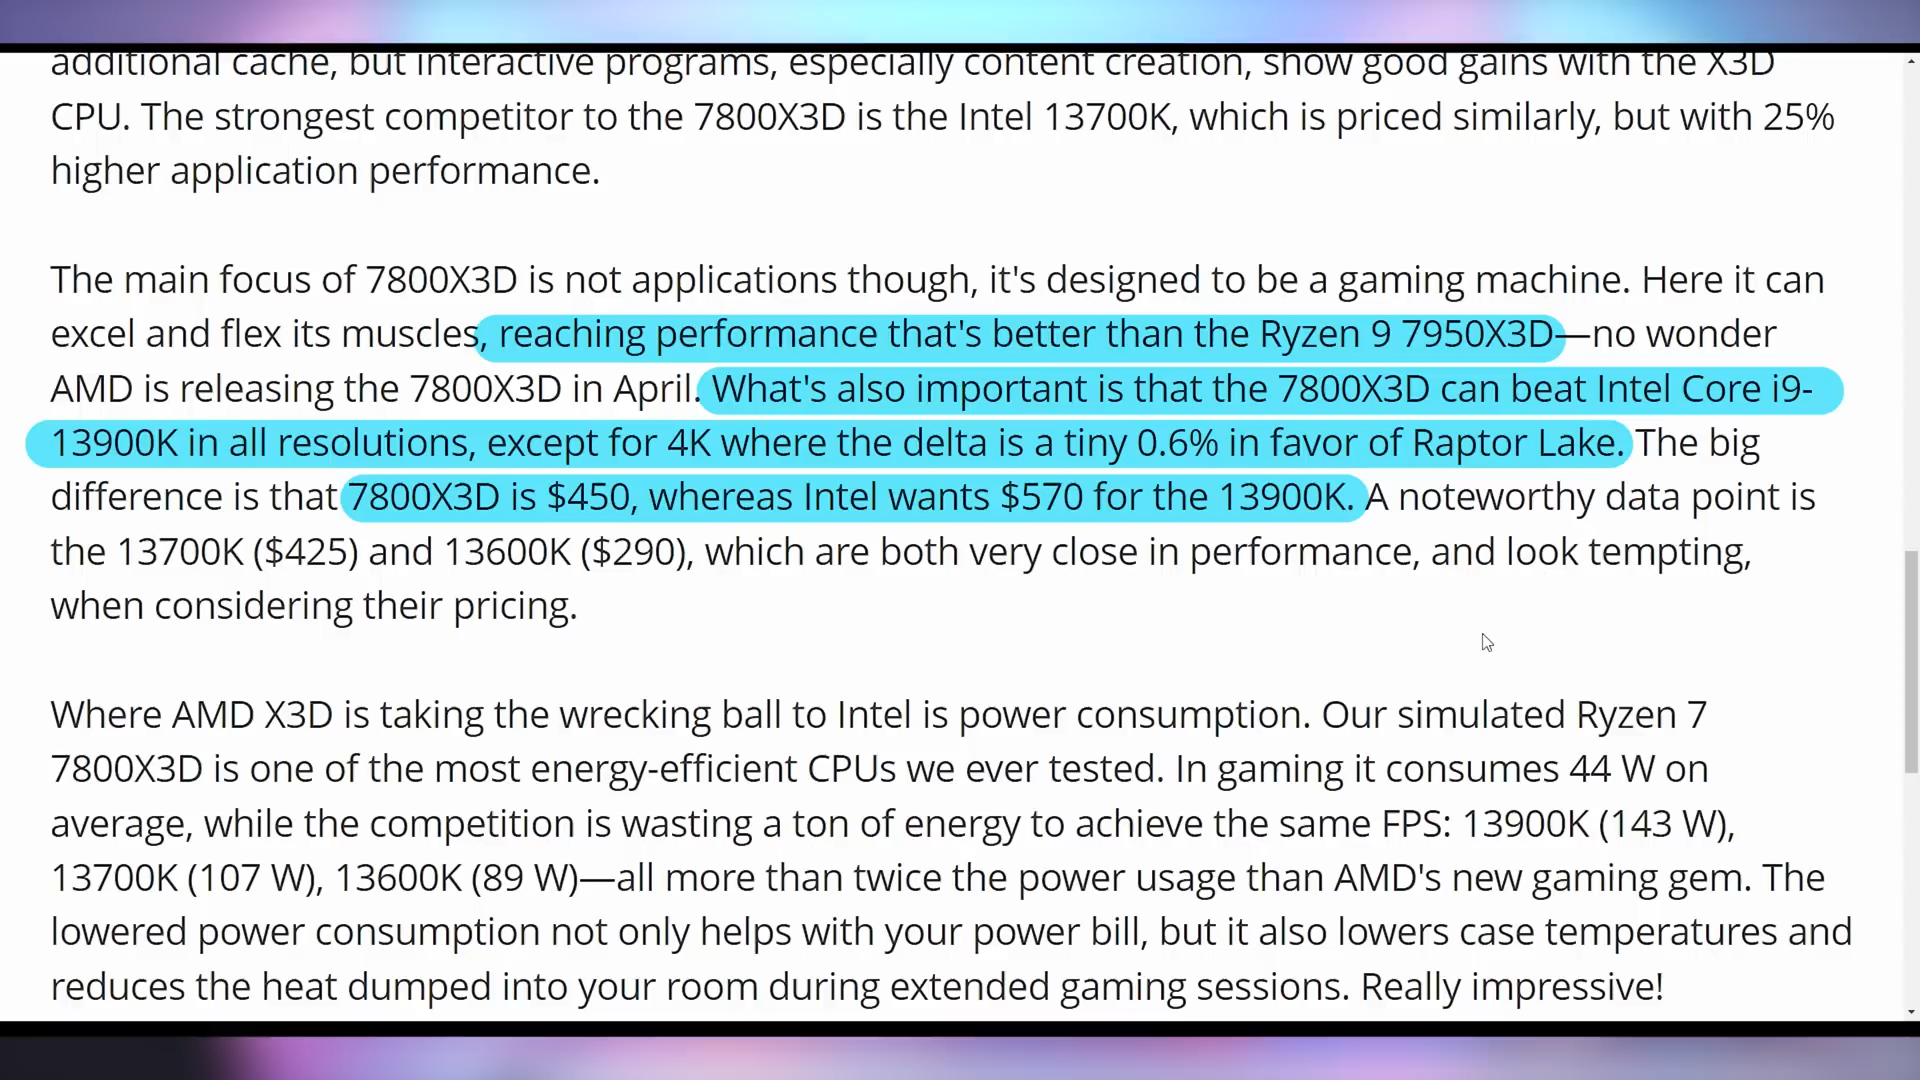 additional cache, but interactive programs, especially content creation, show good gains with the X3D
CPU. The strongest competitor to the 7800X3D is the Intel 13700K, which is priced similarly, but with 25%
higher application performance.
The main focus of 7800X3D is not applications though, it's designed to be a gaming machine. Here it can
excel and flex its muscles, reaching performance that's better than the Ryzen 9 7950X3D—no wonder
AMD is releasing the 7800X3D in April. What's also important is that the 7800X3D can beat Intel Core i9-
13900K in all resolutions, except for 4K where the delta is a tiny 0.6% in favor of Raptor Lake. The big
difference is that 7800X3D is $450, whereas Intel wants $570 for the 13900K. A noteworthy data point is
the 13700K ($425) and 13600K ($290), which are both very close in performance, and look tempting,
when considering their pricing.
Where AMD X3D is taking the wrecking ball to Intel is power consumption. Our simulated Ryzen 7
7800X3D is one of the most energy-efficient CPUs we ever tested. In gaming it consumes 44 W on
average, while the competition is wasting a ton of energy to achieve the same FPS: 13900K (143 W),
13700K (107 W), 13600K (89 W)—all more than twice the power usage than AMD's new gaming gem. The
lowered power consumption not only helps with your power bill, but it also lowers case temperatures and
reduces the heat dumped into your room during extended gaming sessions. Really impressive!